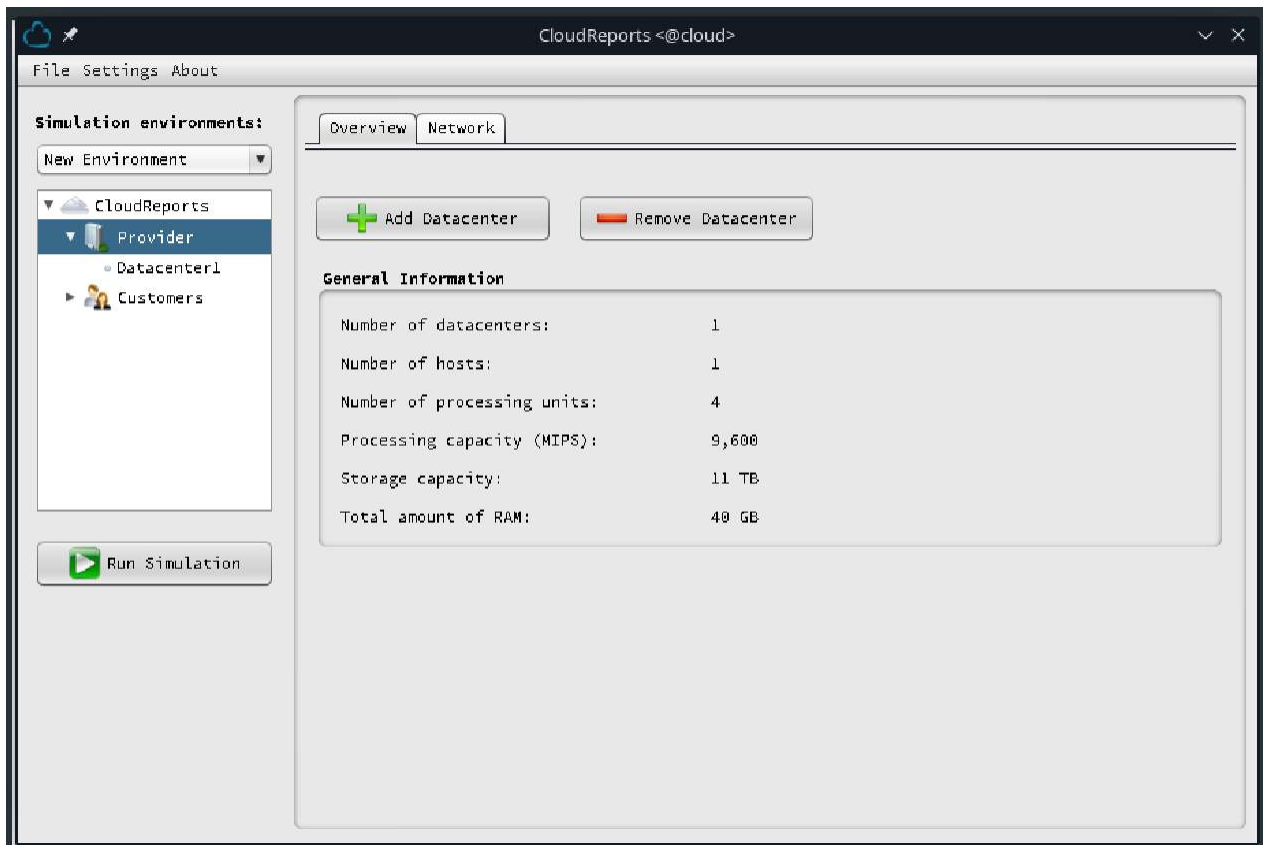 CloudReports <@cloud>
File Settings About
Simulation environments:
New Environment
CloudReports
Provider
Datacenter1
Customers
Run Simulation
Overview Network
Add Datacenter Remove Datacenter
General Information
Number of datacenters: 1
Number of hosts: 1
Number of processing units: 4
Processing capacity (MIPS): 9,600
Storage capacity: 11 TB
Total amount of RAM: 40 GB